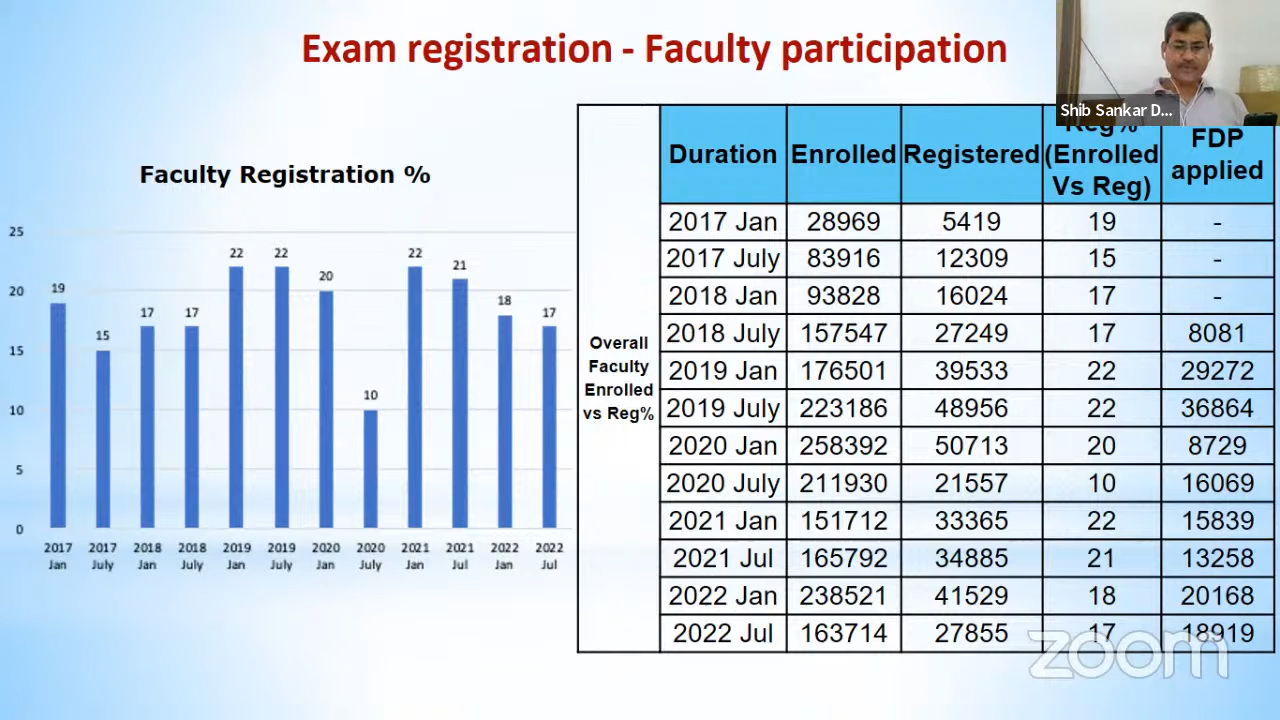 Exam registration - Faculty participation
Shib Sankar D...
Faculty Registration %
25
20
15
10
5
0
19
15
17
17
22
22
20
10
22
21
18
17
2017 Jan
2017 July
2018 Jan
2018 July
2019 Jan
2019 July
2020 Jan
2020 July
2021 Jan
2021 Jul
2022 Jan
2022 Jul
Overall
Faculty
Enrolled
vs Reg%
Duration Enrolled Registered Reg% (Enrolled Vs Reg) FDP applied
2017 Jan 28969 5419 19 -
2017 July 83916 12309 15 -
2018 Jan 93828 16024 17 -
2018 July 157547 27249 17 8081
2019 Jan 176501 39533 22 29272
2019 July 223186 48956 22 36864
2020 Jan 258392 50713 20 8729
2020 July 211930 21557 10 16069
2021 Jan 151712 33365 22 15839
2021 Jul 165792 34885 21 13258
2022 Jan 238521 41529 18 20168
2022 Jul 163714 27855 17 18919
zoom